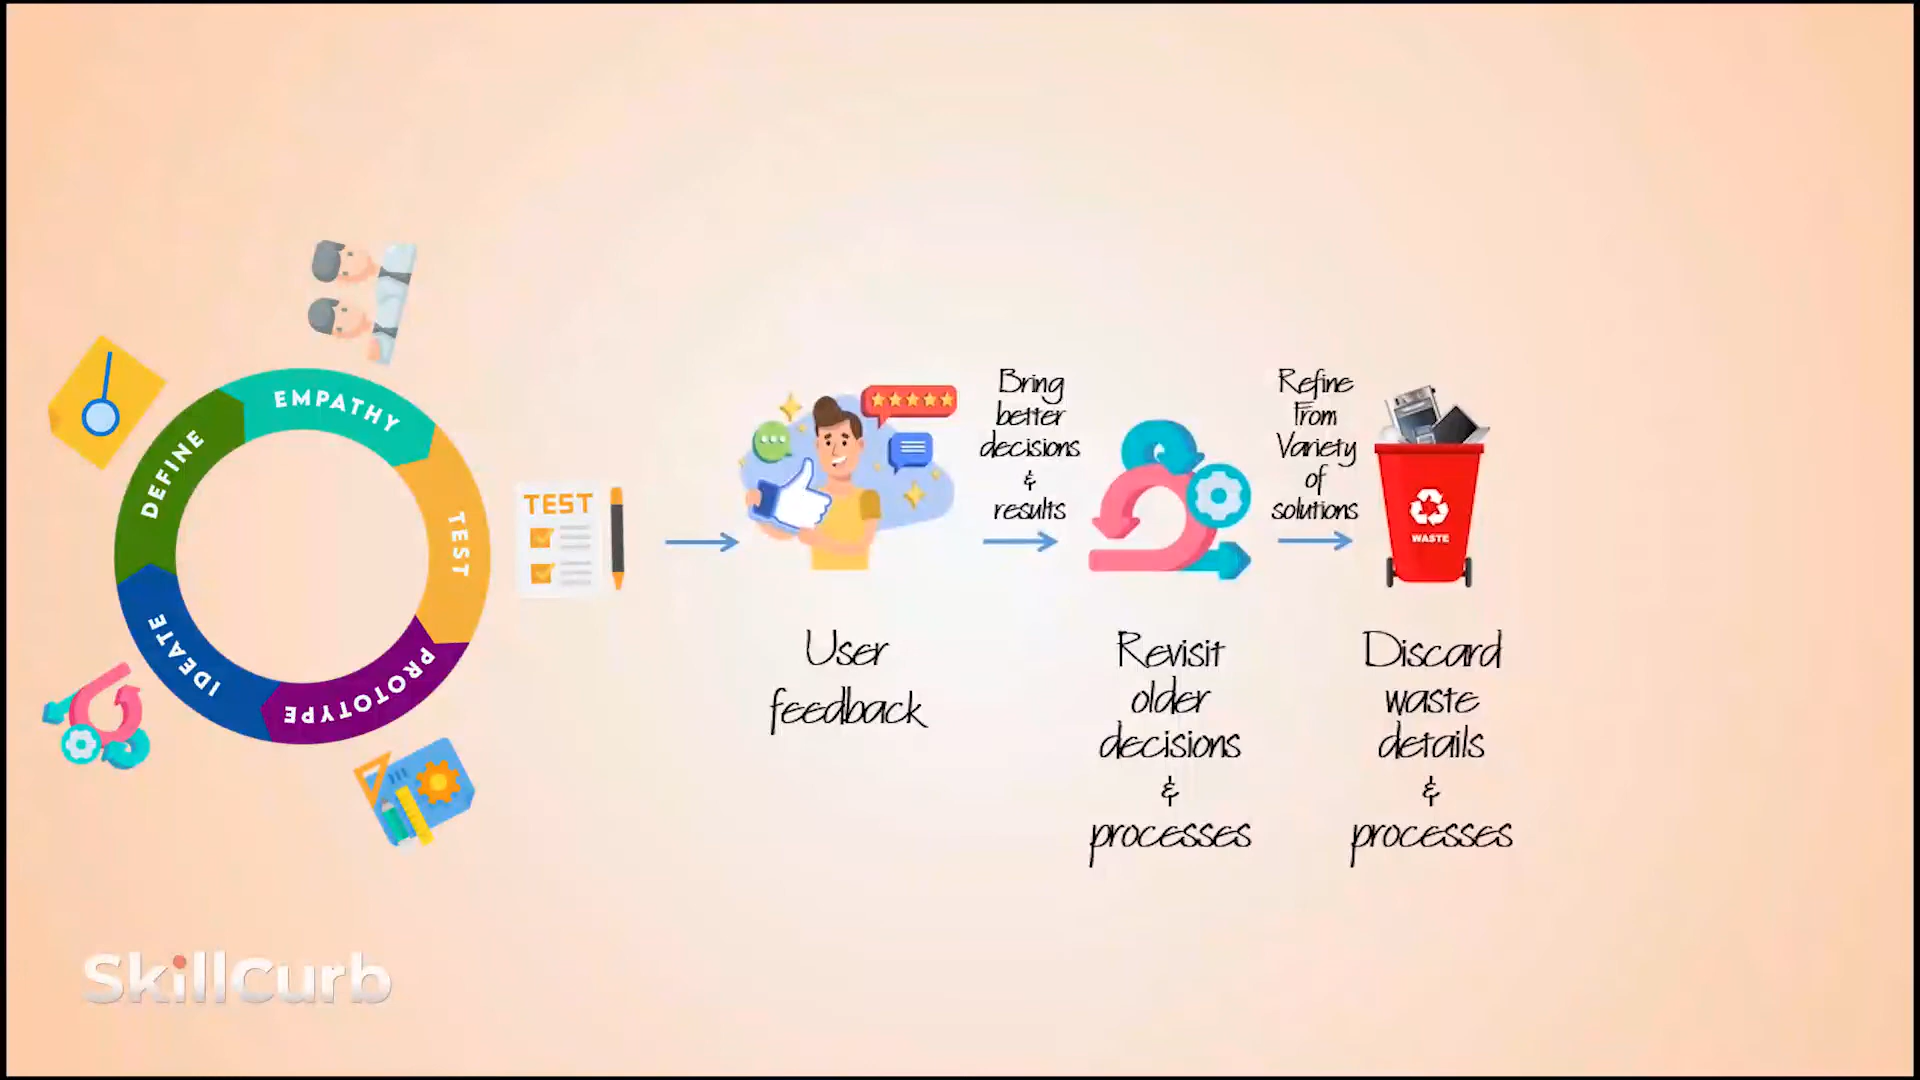 EMPATHY
DEFINE
TEST
IDEATE
PROTOTYPE
TEST
Bring
better
decisions
&
results
Refine
From
Variety
of
solutions
WASTE
User
feedback
Revisit
older
decisions
&
processes
Discard
waste
details
&
processes
SkillCurb